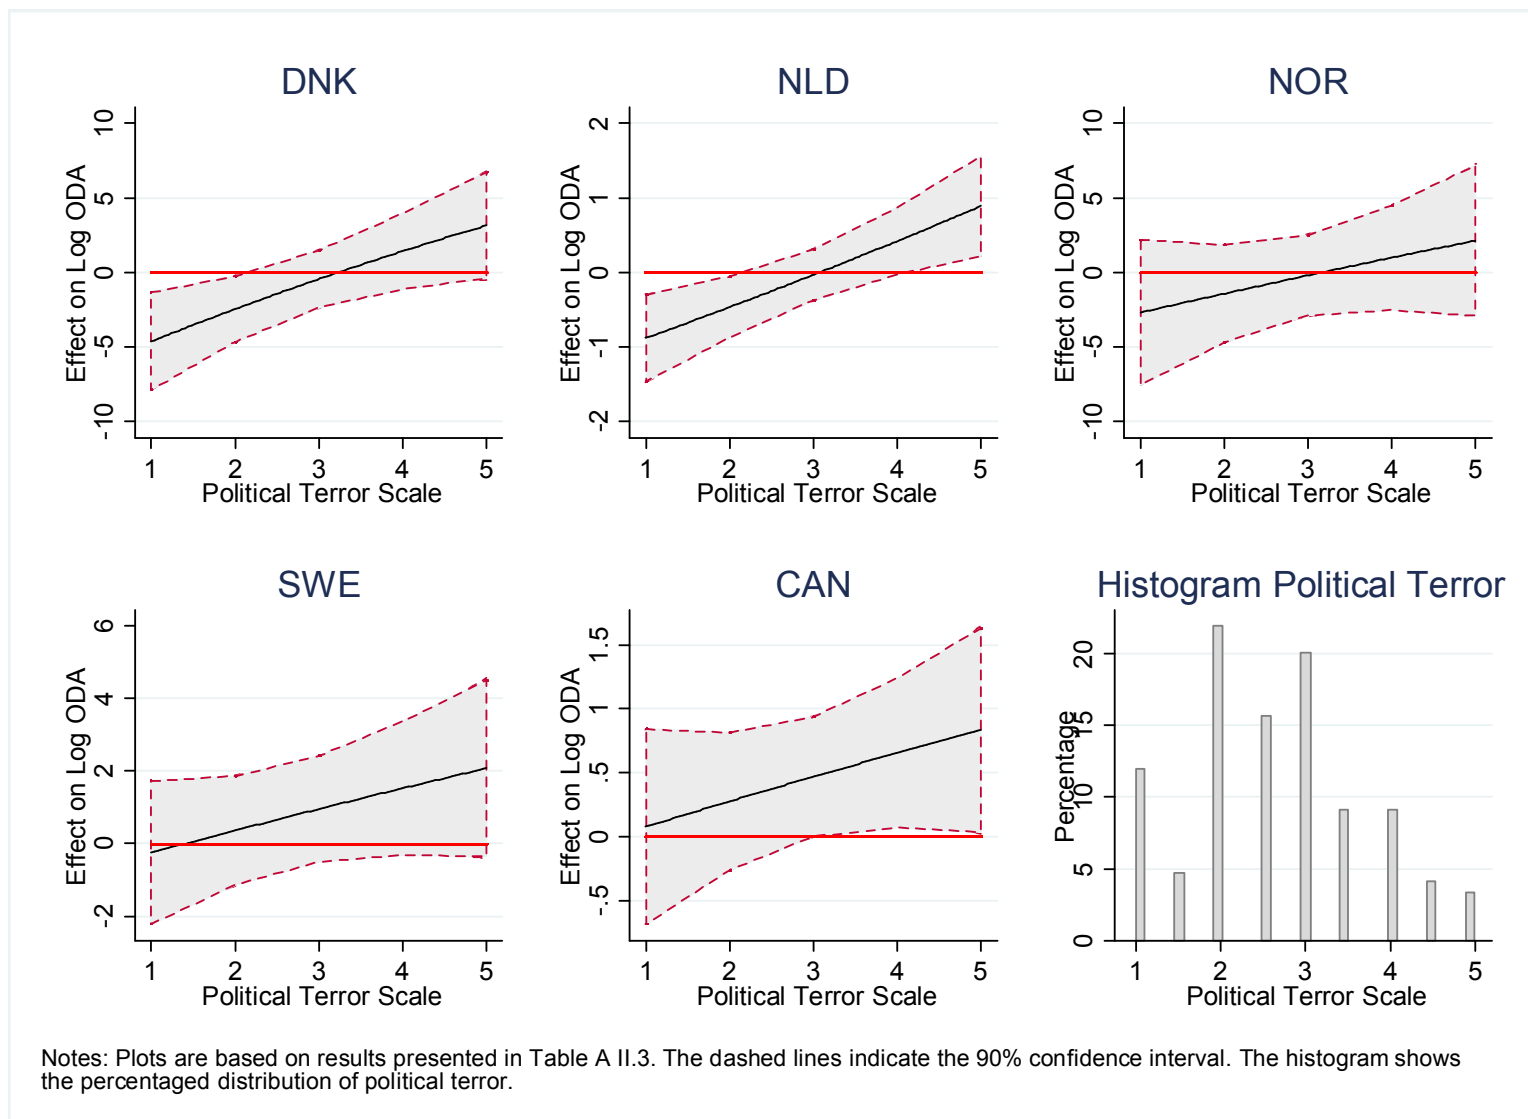 DNK
Effect on Log ODA
10
5
0
-5
-10
1 2 3 4 5
Political Terror Scale
NLD
Effect on Log ODA
2
1
0
-1
-2
1 2 3 4 5
Political Terror Scale
NOR
Effect on Log ODA
10
5
0
-5
-10
1 2 3 4 5
Political Terror Scale
SWE
Effect on Log ODA
6
4
2
0
-2
1 2 3 4 5
Political Terror Scale
CAN
Effect on Log ODA
1.5
1
.5
0
-.5
1 2 3 4 5
Political Terror Scale
Histogram Political Terror
Percentage
20
15
10
5
0
1 2 3 4 5
Political Terror Scale
Notes: Plots are based on results presented in Table A II.3. The dashed lines indicate the 90% confidence interval. The histogram shows
the percentaged distribution of political terror.